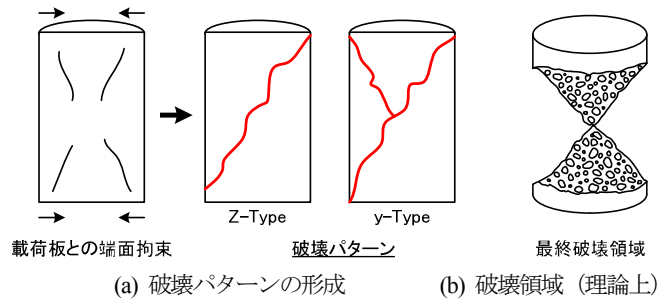 Z-Type
y-Type
載荷板との端面拘束
破壊パターン
最終破壊領域
(a) 破壊パターンの形成
(b) 破壊領域（理論上）